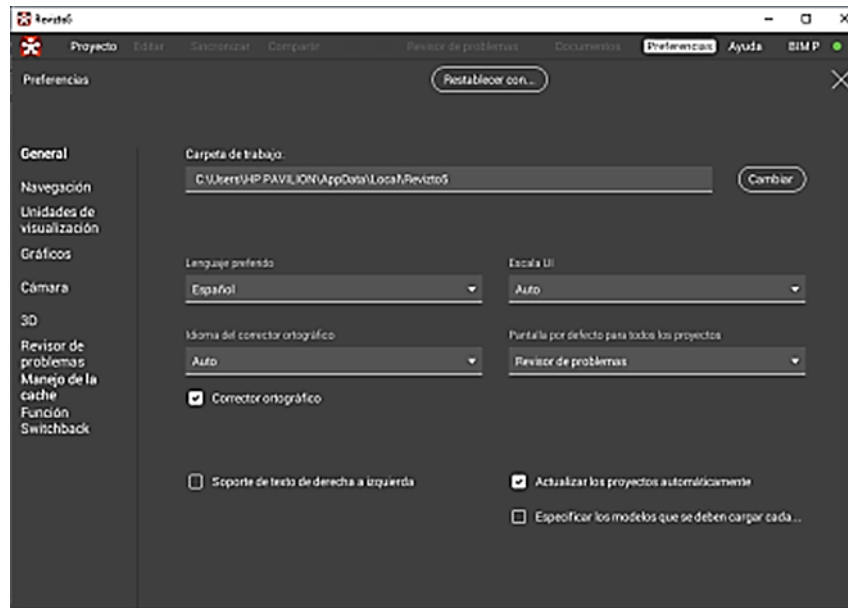 Revizto5
Proyecto Editar Sincronizar Compartir Revisor de problemas Documentos Preferencias Ayuda BIM P
Preferencias Restablecer con...
General
Navegación
Unidades de
visualización
Gráficos
Cámara
3D
Revisor de
problemas
Manejo de la
cache
Función
Switchback
Carpeta de trabajo:
C:\Users\HP PAVILION\AppData\Local\Revizto5
Cambiar
Lenguaje preferido
Español
Escala UI
Auto
Idioma del corrector ortográfico
Auto
Pantalla por defecto para todos los proyectos
Revisor de problemas
Corrector ortográfico
Soporte de texto de derecha a izquierda
Actualizar los proyectos automáticamente
Especificar los modelos que se deben cargar cada...